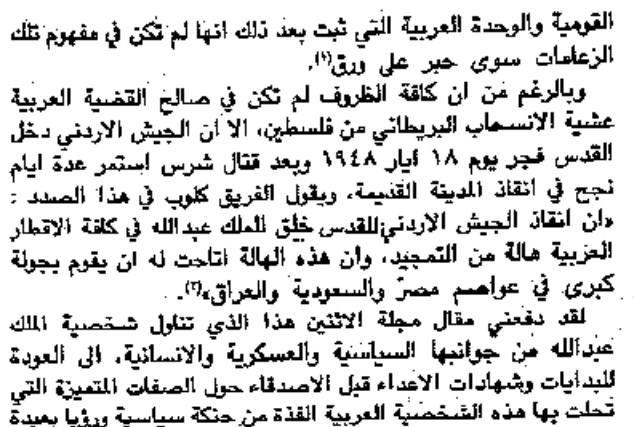 القومية والوحدة العربية التي ثبت بعد ذلك انها لم تكن في مفهوم تلك
الزعامات سوى حبر على ورق(١).
وبالرغم من ان كافة الظروف لم تكن في صالح القضية العربية
عشية الانسحاب البريطاني من فلسطين، الا ان الجيش الاردني دخل
القدس فجر يوم ١٨ أيار ١٩٤٨ وبعد قتال شرس استمر عدة ايام
نجح في انقاذ المدينة القديمة، ويقول الفريق كلوب في هذا الصدد :
«ان انقاذ الجيش الاردني للقدس خلق للملك عبدالله في كافة الاقطار
العربية هالة من التمجيد، وان هذه الهالة اتاحت له ان يقوم بجولة
كبرى في عواصم مصر والسعودية والعراق»(٢).
لقد دفعني مقال مجلة الاثنين هذا الذي تناول شخصية الملك
عبدالله من جوانبها السياسية والعسكرية والانسانية، الى العودة
للبدايات وشهادات الاعداء قبل الاصدقاء حول الصفات المتميزة التي
تحلت بها هذه الشخصية العربية الفذة من حنكة سياسية ورؤيا بعيدة